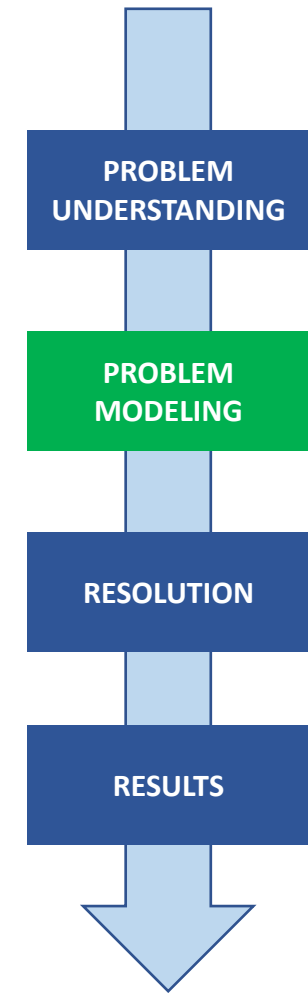 PROBLEM
UNDERSTANDING
PROBLEM
MODELING
RESOLUTION
RESULTS